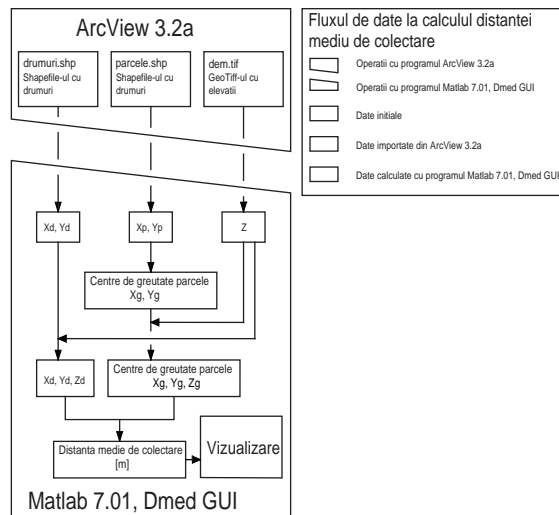 ArcView 3.2a
drumuri.shp
Shapefile-ul cu
drumuri
parcele.shp
Shapefile-ul cu
drumuri
dem.tif
GeoTiff-ul cu
elevatii
Xd, Yd
Xp, Yp
Z
Centre de greutate parcele
Xg, Yg
Xd, Yd, Zd
Centre de greutate parcele
Xg, Yg, Zg
Distanta medie de colectare
[m]
Vizualizare
Matlab 7.01, Dmed GUI
Fluxul de date la calculul distantei
mediu de colectare
Operatii cu programul ArcView 3.2a
Operatii cu programul Matlab 7.01, Dmed GUI
Date initiale
Date importate din ArcView 3.2a
Date calculate cu programul Matlab 7.01, Dmed GUI